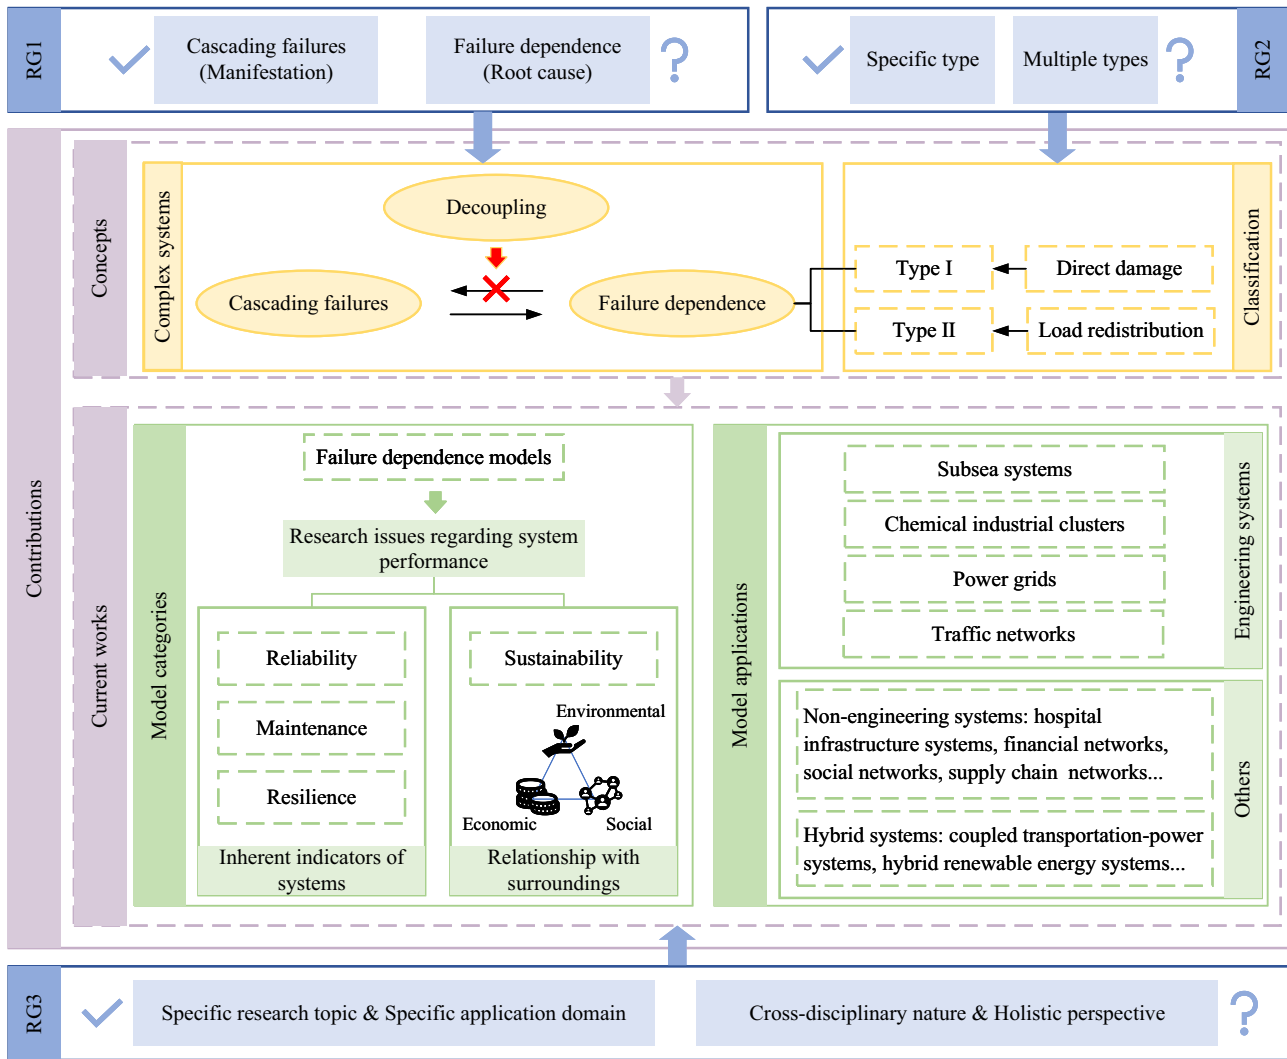 RG1
Cascading failures
(Manifestation)
Failure dependence
(Root cause)
?
Specific type
Multiple types
?
RG2
Contributions
Concepts
Complex systems
Decoupling
Cascading failures
Failure dependence
Type I
Direct damage
Type II
Load redistribution
Classification
Current works
Model categories
Failure dependence models
Research issues regarding system
performance
Reliability
Maintenance
Resilience
Inherent indicators of
systems
Sustainability
Environmental
Economic
Social
Relationship with
surroundings
Model applications
Subsea systems
Chemical industrial clusters
Power grids
Traffic networks
Engineering systems
Non-engineering systems: hospital
infrastructure systems, financial networks,
social networks, supply chain networks...
Hybrid systems: coupled transportation-power
systems, hybrid renewable energy systems...
Others
RG3
Specific research topic & Specific application domain
Cross-disciplinary nature & Holistic perspective
?